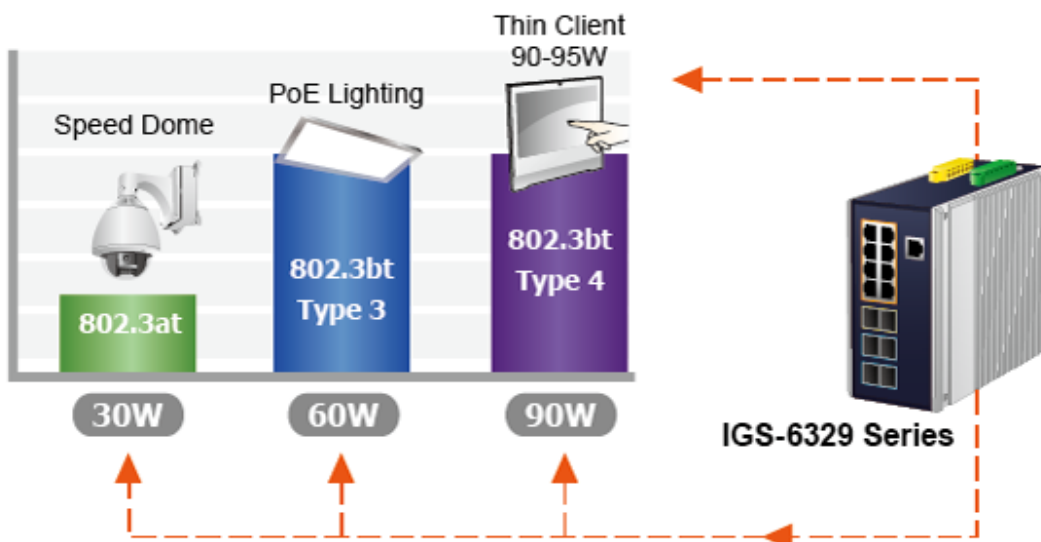 Thin Client
90-95W
PoE Lighting
Speed Dome
802.3at
802.3bt
Type 3
802.3bt
Type 4
30W
60W
90W
IGS-6329 Series